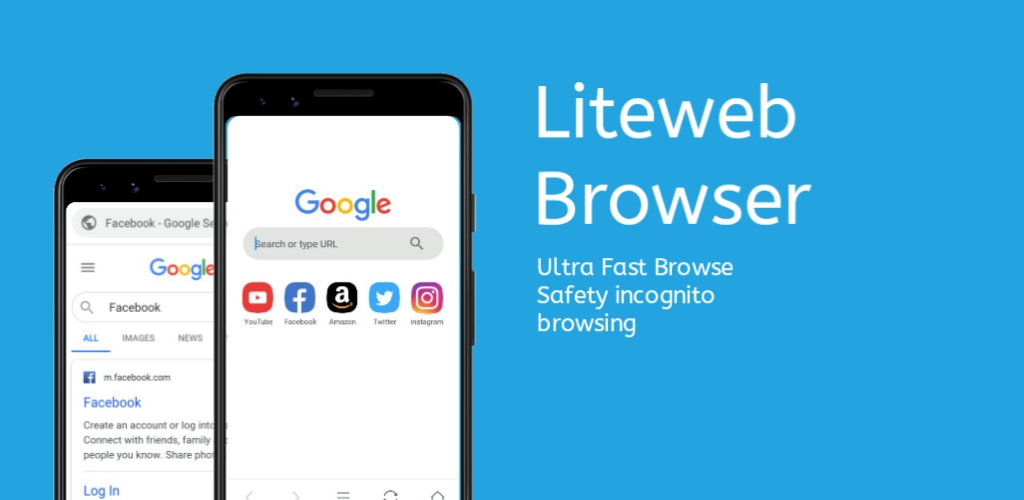 Liteweb
Browser
Ultra Fast Browse
Safety incognito
browsing
Google
Search or type URL
YouTube Facebook Amazon Twitter Instagram
Facebook - Google
Google
Facebook
ALL IMAGES NEWS
m.facebook.com
Facebook
Create an account or log into
Connect with friends, family
people you know. Share
Log In